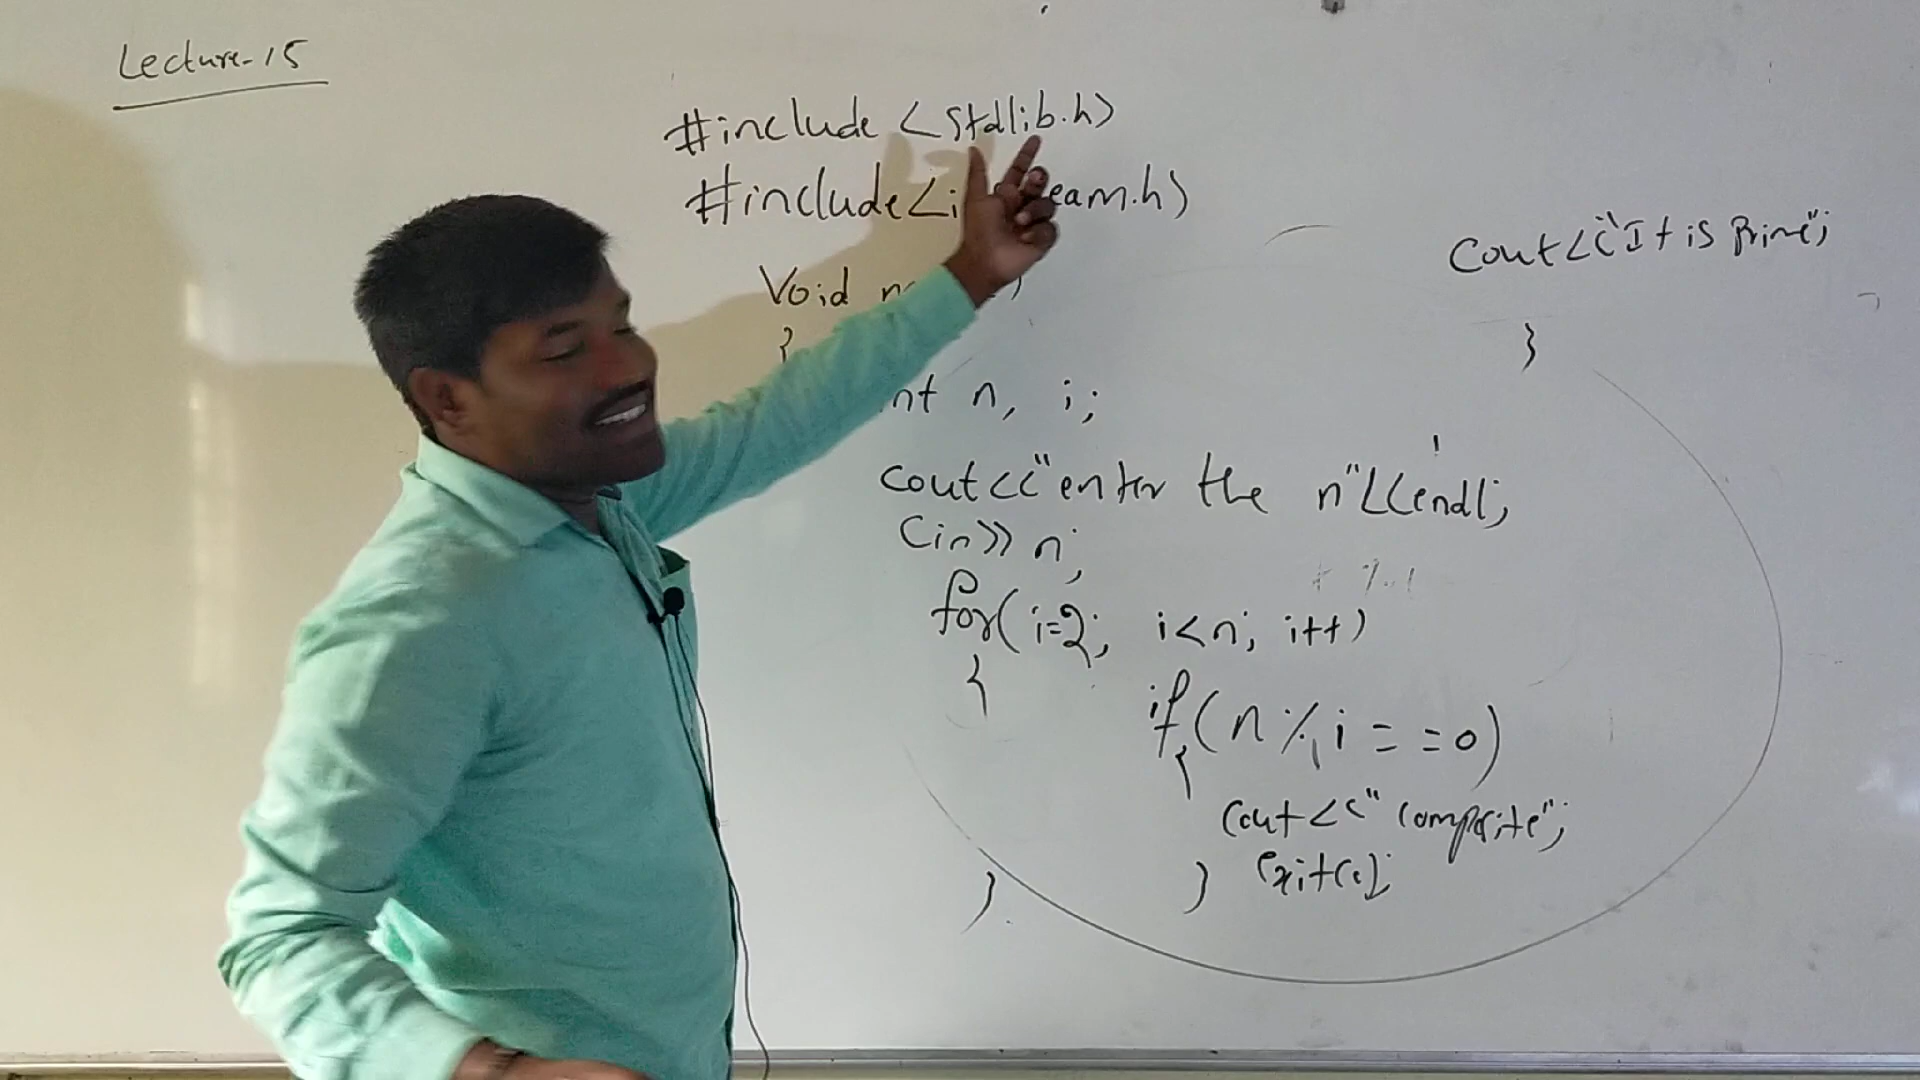 Lecture-15
#include <stdlib.h>
#include<i eam.h>
Void
{
nt n, i;
cout<<"enter the n"<<endl;
Cin>> n;
for( i=2; i<n; i++)
{
if( n % i = = 0)
{
cout<<"composite";
} exit(1);
}
Cout<<"It is Prime";
}